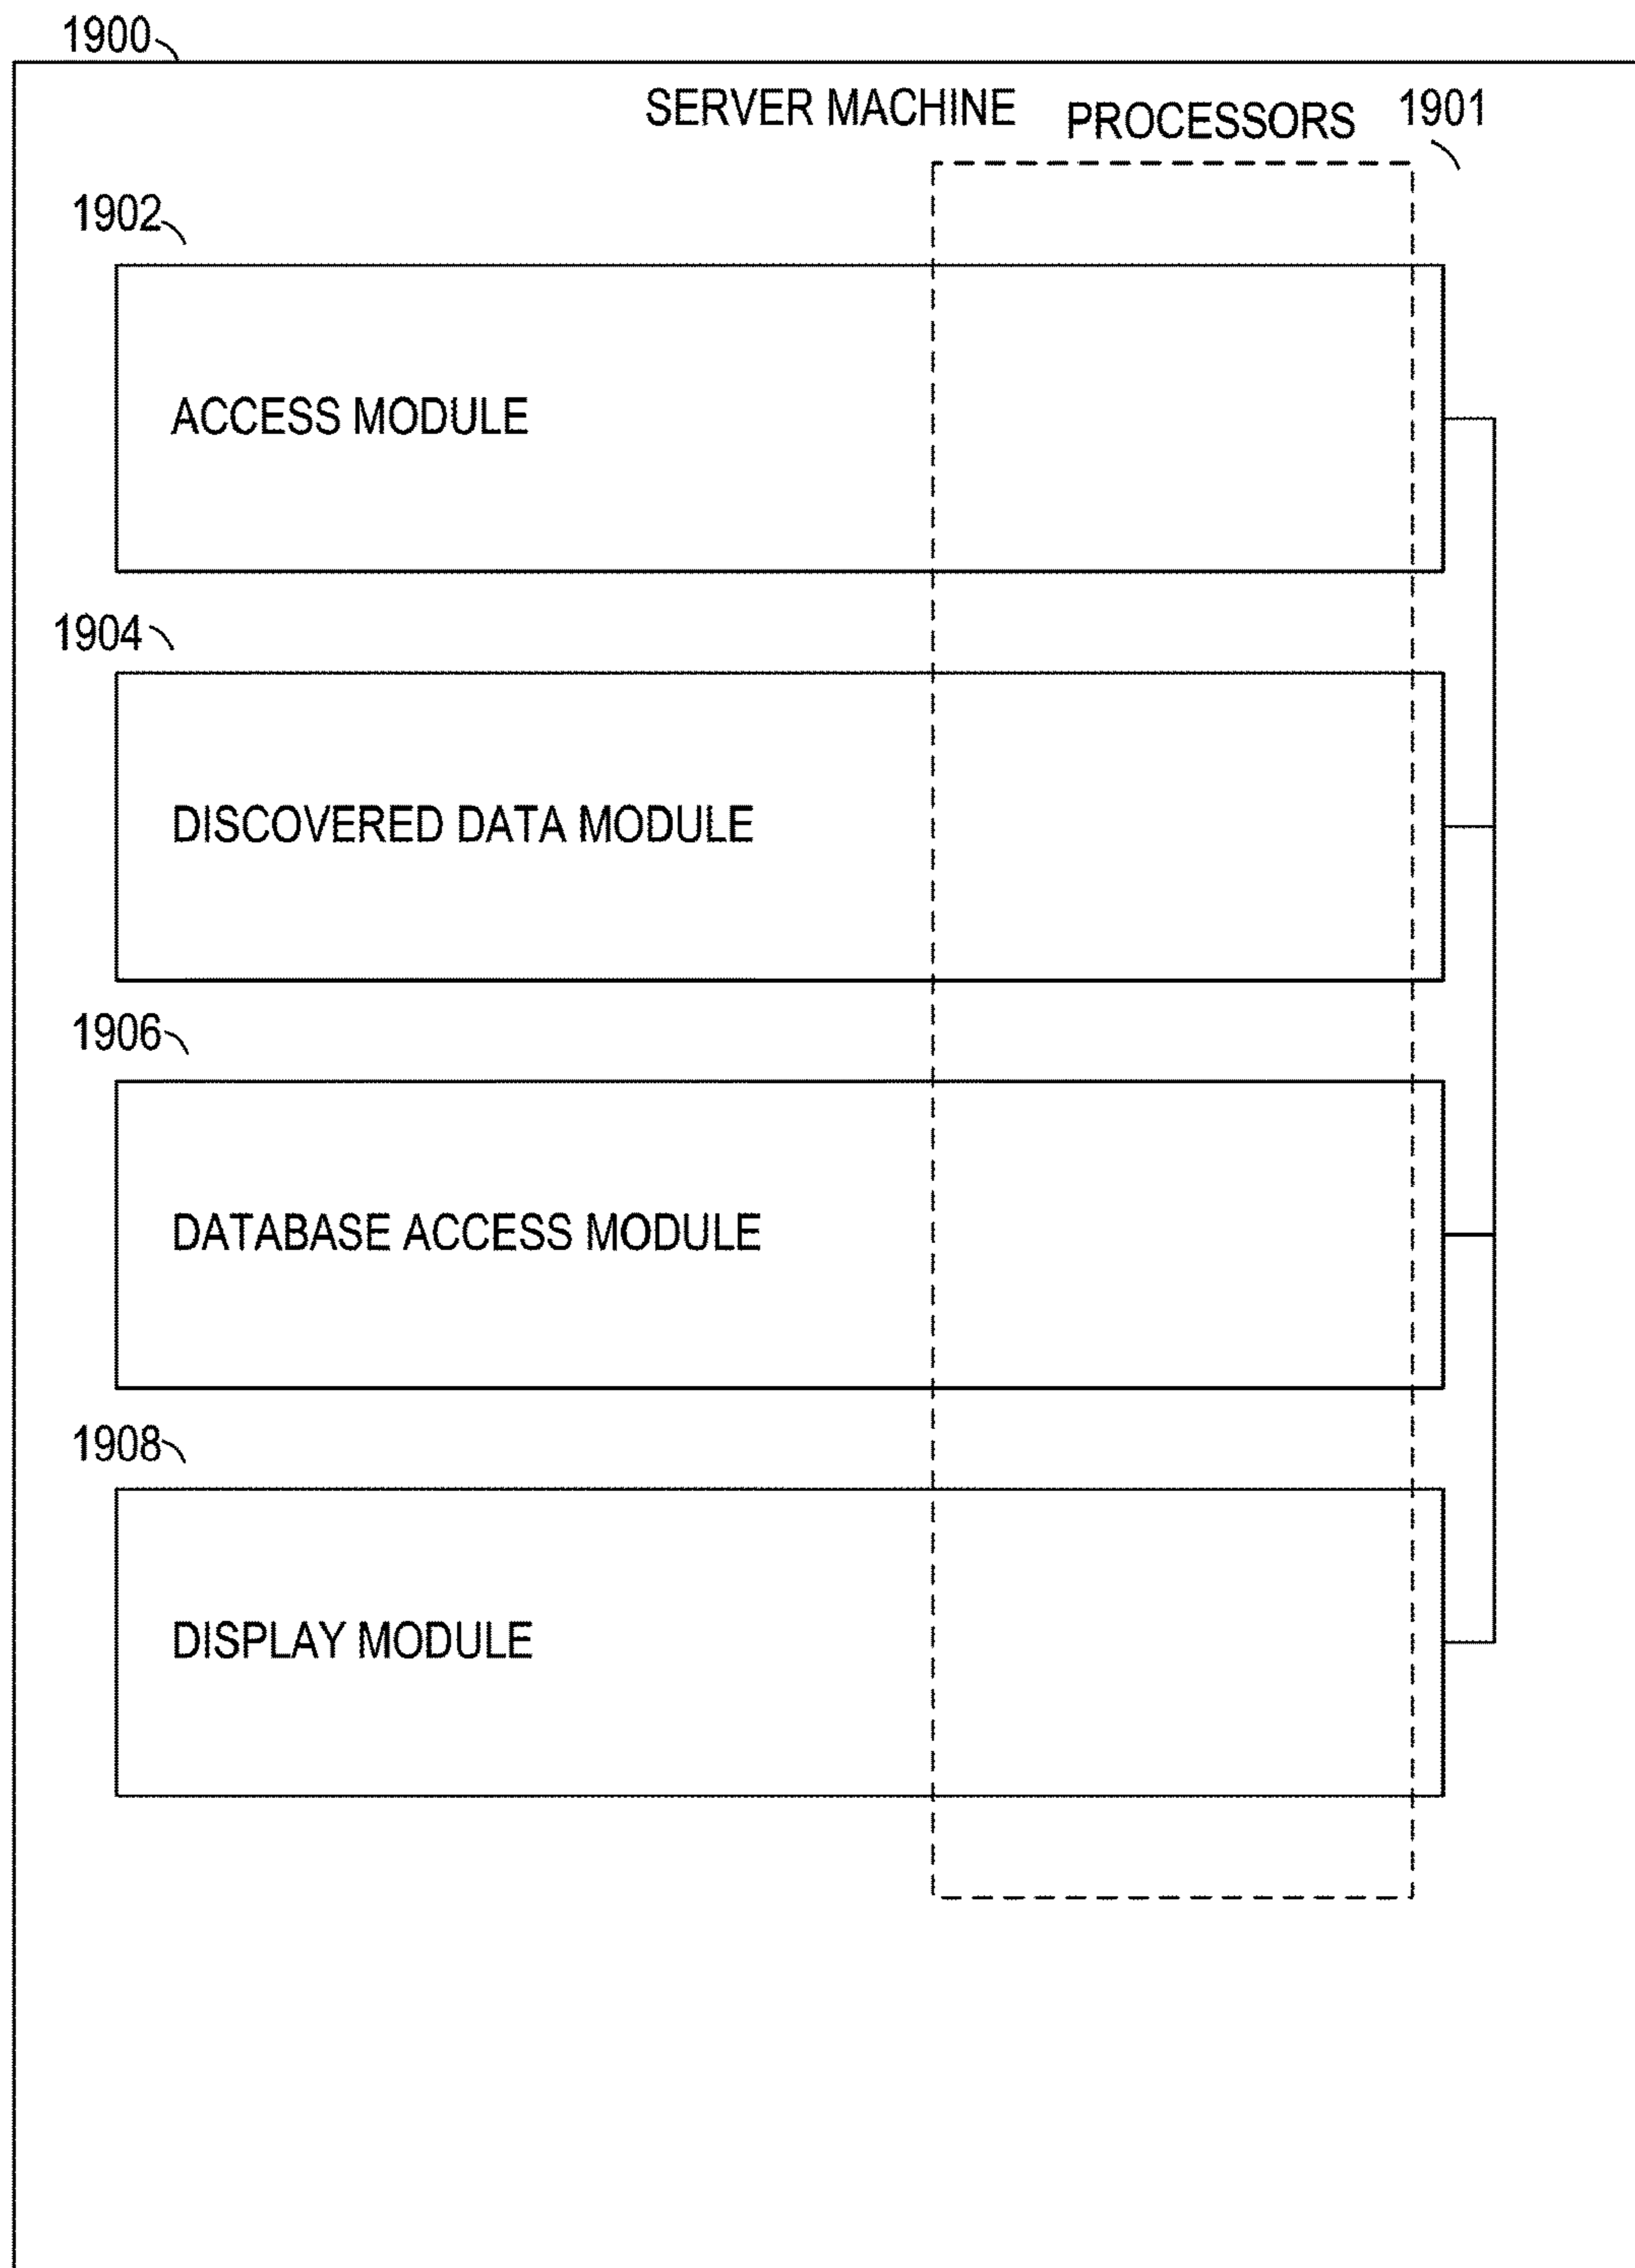 1900
SERVER MACHINE
PROCESSORS
1901
1902
ACCESS MODULE
1904
DISCOVERED DATA MODULE
1906
DATABASE ACCESS MODULE
1908
DISPLAY MODULE